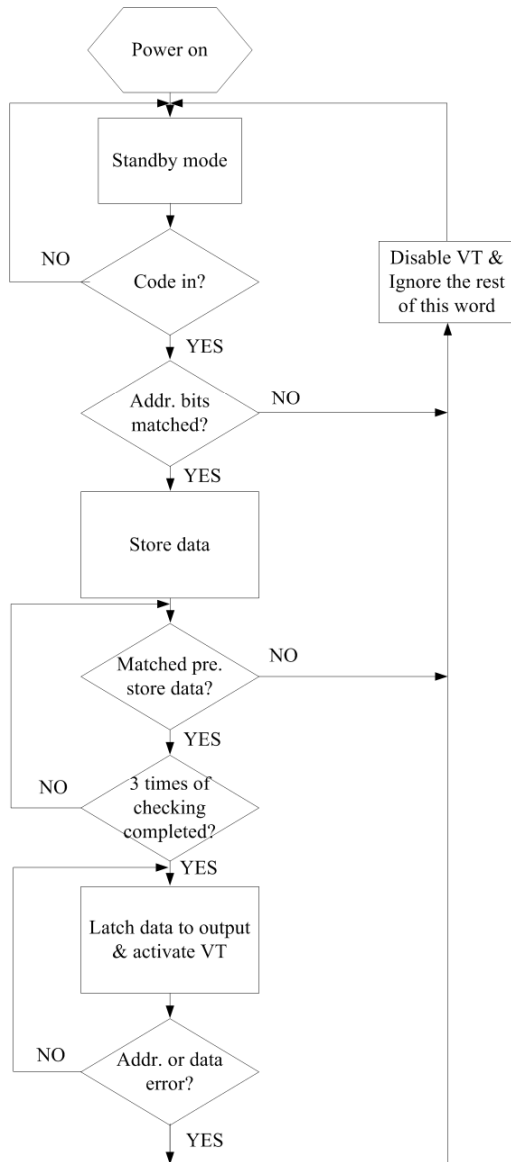 Power on
Standby mode
NO
Code in?
Disable VT &
Ignore the rest
of this word
YES
Addr. bits
matched?
NO
YES
Store data
Matched pre.
store data?
NO
YES
NO
3 times of
checking
completed?
YES
Latch data to output
& activate VT
NO
Addr. or data
error?
YES